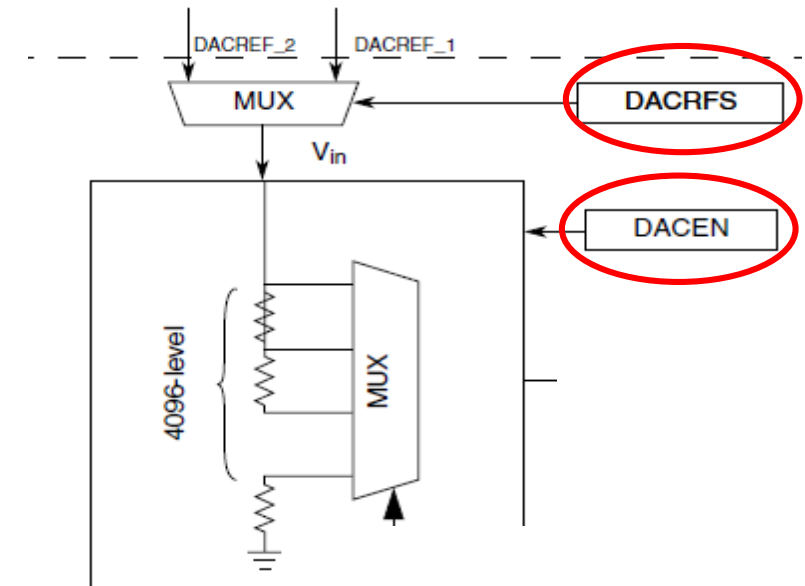 DACREF_2
DACREF_1
MUX
DACRFS
Vin
DACEN
4096-level
MUX